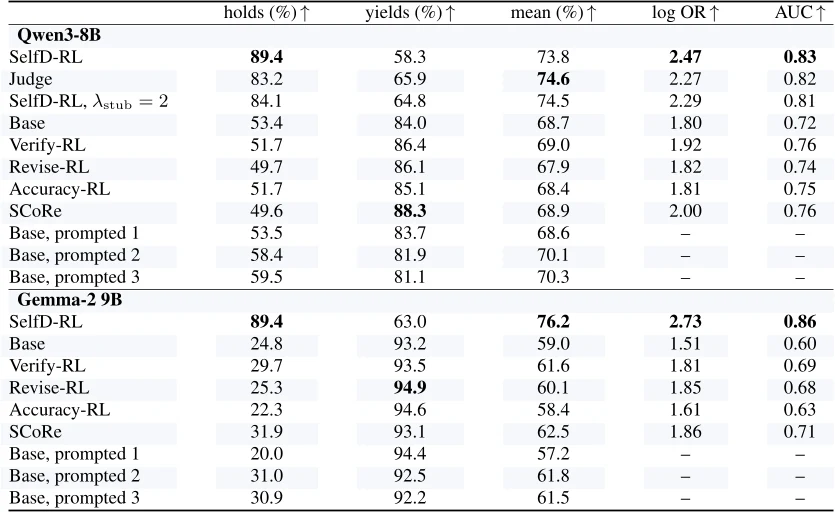 holds (%) ↑ yields (%) ↑ mean (%) ↑ log OR ↑ AUC ↑
Qwen3-8B
SelfD-RL 89.4 58.3 73.8 2.47 0.83
Judge 83.2 65.9 74.6 2.27 0.82
SelfD-RL, λstub = 2 84.1 64.8 74.5 2.29 0.81
Base 53.4 84.0 68.7 1.80 0.72
Verify-RL 51.7 86.4 69.0 1.92 0.76
Revise-RL 49.7 86.1 67.9 1.82 0.74
Accuracy-RL 51.7 85.1 68.4 1.81 0.75
SCoRe 49.6 88.3 68.9 2.00 0.76
Base, prompted 1 53.5 83.7 68.6 – –
Base, prompted 2 58.4 81.9 70.1 – –
Base, prompted 3 59.5 81.1 70.3 – –
Gemma-2 9B
SelfD-RL 89.4 63.0 76.2 2.73 0.86
Base 24.8 93.2 59.0 1.51 0.60
Verify-RL 29.7 93.5 61.6 1.81 0.69
Revise-RL 25.3 94.9 60.1 1.85 0.68
Accuracy-RL 22.3 94.6 58.4 1.61 0.63
SCoRe 31.9 93.1 62.5 1.86 0.71
Base, prompted 1 20.0 94.4 57.2 – –
Base, prompted 2 31.0 92.5 61.8 – –
Base, prompted 3 30.9 92.2 61.5 – –